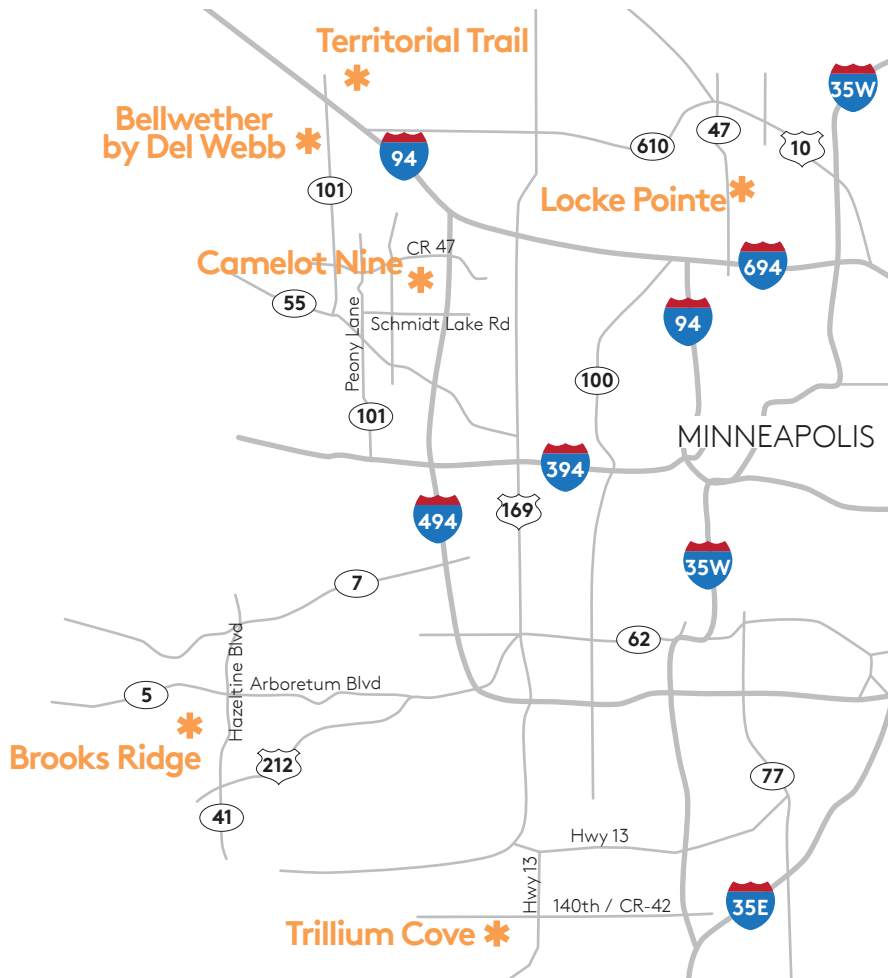 Territorial Trail
35W
Bellwether
by Del Webb
94
610
47
10
101
Locke Pointe
CR 47
Camelot Nine
694
55
Schmidt Lake Rd
94
Peony Lane
100
101
MINNEAPOLIS
394
494
169
35W
7
62
Hazeltine Blvd
Arboretum Blvd
5
Brooks Ridge
212
77
41
Hwy 13
Hwy 13
140th / CR-42
35E
Trillium Cove